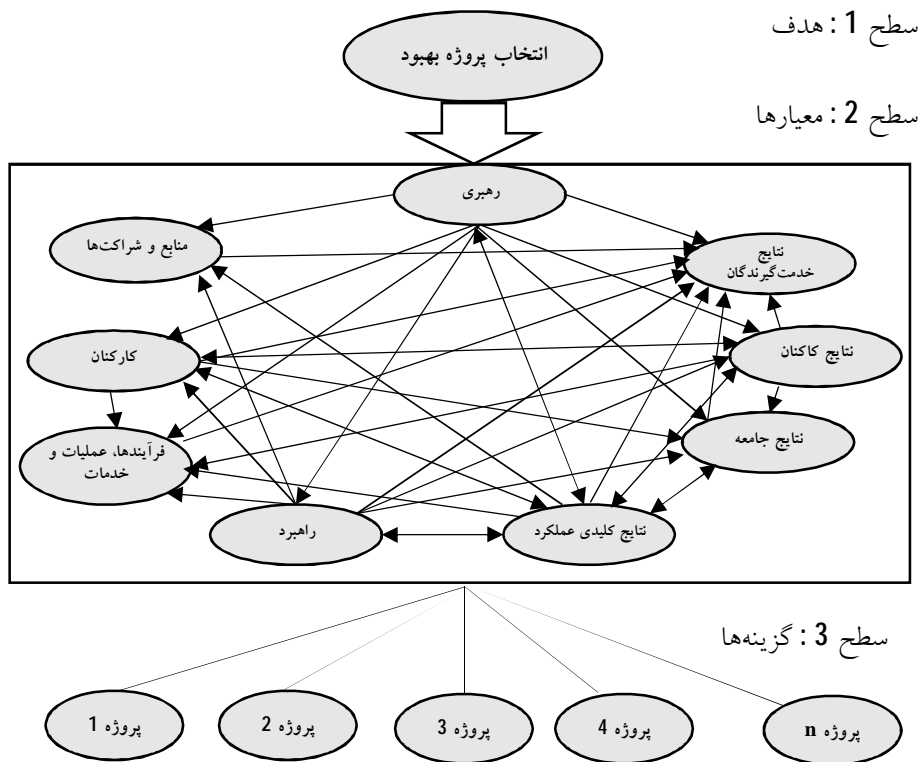 سطح 1 : هدف
انتخاب پروژه بهبود
سطح 2 : معیارها
رهبری
منابع و شراکت‌ها
نتایج
خدمت‌گیرندگان
کارکنان
نتایج کاکنان
فرآیندها، عملیات و
خدمات
نتایج جامعه
راهبرد
نتایج کلیدی عملکرد
سطح 3 : گزینه‌ها
پروژه 1
پروژه 2
پروژه 3
پروژه 4
پروژه n